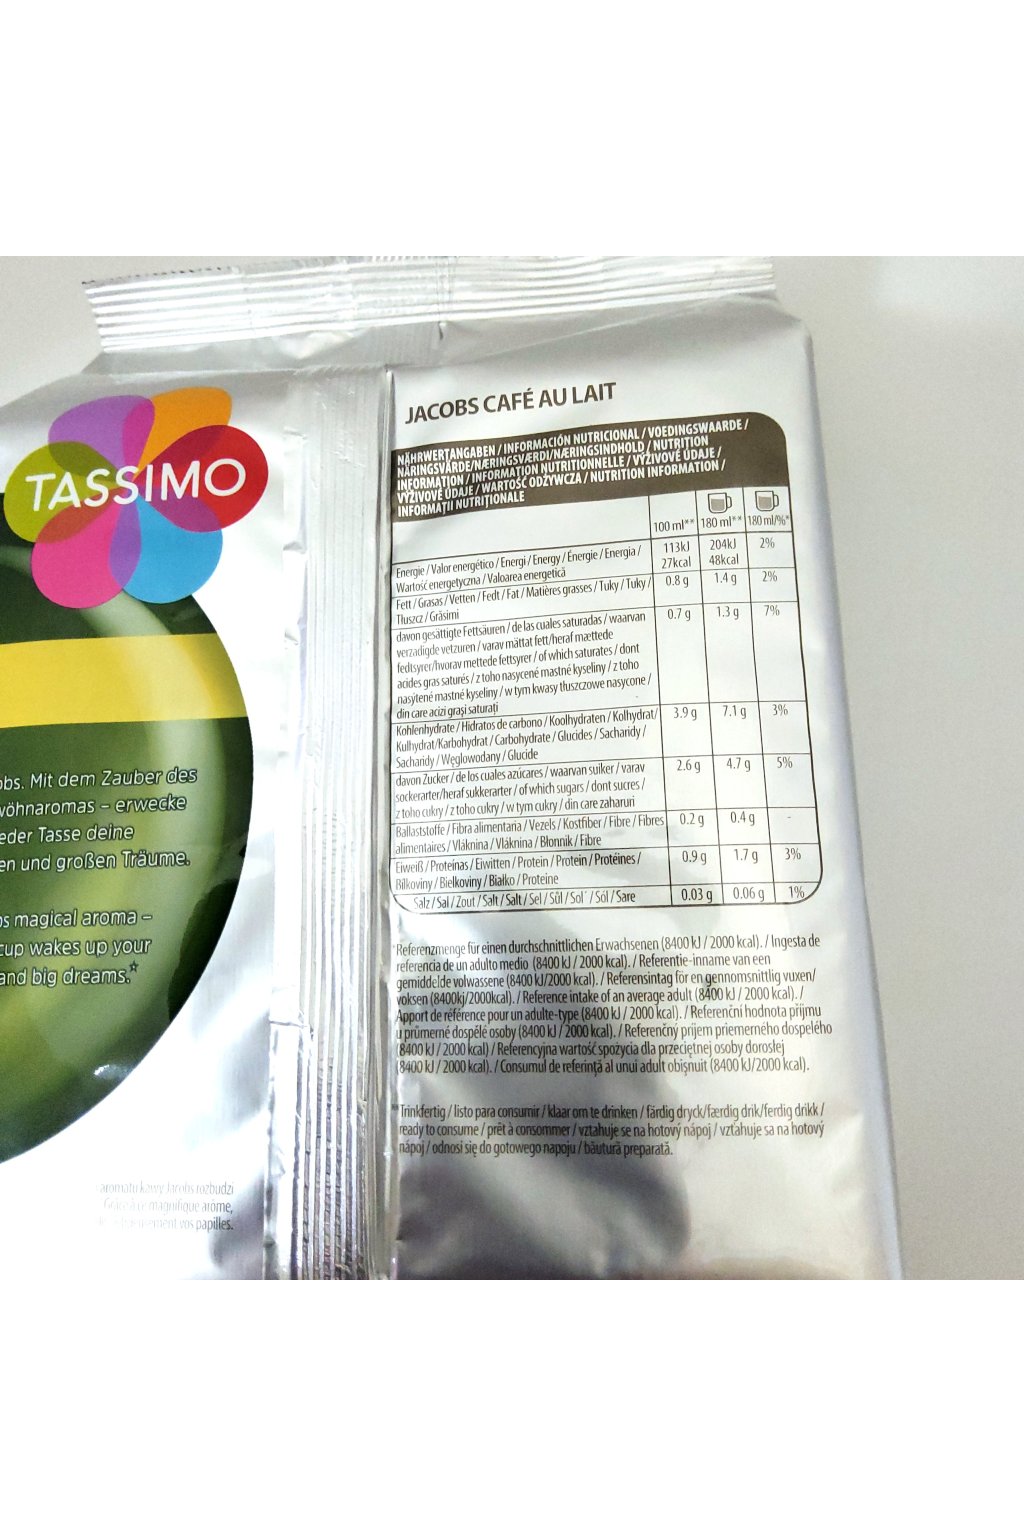 TASSIMO
obs. Mit dem Zauber des
wöhnaromas – erwecke
eder Tasse deine
en und großen Träume.
os magical aroma –
cup wakes up your
and big dreams.*
aromatu kawy Jacobs rozbudzi
magnifique arôme,
vos papilles.
JACOBS CAFÉ AU LAIT
NÄHRWERTANGABEN / INFORMACIÓN NUTRICIONAL / VOEDINGSWAARDE /
NÄRINGSVÄRDE/NÆRINGSVÆRDI/NÆRINGSINDHOLD / NUTRITION
INFORMATION / INFORMATION NUTRITIONNELLE / VÝŽIVOVÉ ÚDAJE /
VÝŽIVOVÉ ÚDAJE / WARTOŚĆ ODŻYWCZA / NUTRITION INFORMATION /
INFORMAȚII NUTRIȚIONALE
100 ml** 180 ml** 180 ml/%*
Energie / Valor energético / Energi / Energy / Énergie / Energia / 113kJ 204kJ 2%
Wartość energetyczna / Valoarea energetică 27kcal 48kcal
Fett / Grasas / Vetten / Fedt / Fat / Matières grasses / Tuky / Tuky / 0.8 g 1.4 g 2%
Tłuszcz / Grăsimi
davon gesättigte Fettsäuren / de las cuales saturadas / waarvan 0.7 g 1.3 g 7%
verzadigde vetzuren / varav mättat fett/heraf mættede
fedtsyrer/hvorav mettede fettsyrer / of which saturates / dont
acides gras saturés / z toho nasycené mastné kyseliny / z toho
nasýtené mastné kyseliny / w tym kwasy tłuszczowe nasycone /
din care acizi grași saturați
Kohlenhydrate / Hidratos de carbono / Koolhydraten / Kolhydrat/ 3.9 g 7.1 g 3%
Kulhydrat/Karbohydrat / Carbohydrate / Glucides / Sacharidy /
Sacharidy / Węglowodany / Glucide
davon Zucker / de los cuales azúcares / waarvan suiker / varav 2.6 g 4.7 g 5%
sockerarter/heraf sukkerarter / of which sugars / dont sucres /
z toho cukry / z toho cukry / w tym cukry / din care zaharuri
Ballaststoffe / Fibra alimentaria / Vezels / Kostfiber / Fibre / Fibres 0.2 g 0.4 g -
alimentaires / Vláknina / Vláknina / Błonnik / Fibre
Eiweiß / Proteínas / Eiwitten / Protein / Protein / Protéines / 0.9 g 1.7 g 3%
Bílkoviny / Bielkoviny / Białko / Proteine
Salz / Sal / Zout / Salt / Salt / Sel / Sůl / Soľ / Sól / Sare 0.03 g 0.06 g 1%
*Referenzmenge für einen durchschnittlichen Erwachsenen (8400 kJ / 2000 kcal). / Ingesta de
referencia de un adulto medio (8400 kJ / 2000 kcal). / Referentie-inname van een
gemiddelde volwassene (8400 kJ/2000 kcal). / Referensintag för en gennomsnittlig vuxen/
voksen (8400kj/2000kcal). / Reference intake of an average adult (8400 kJ / 2000 kcal). /
Apport de référence pour un adulte-type (8400 kJ / 2000 kcal). / Referenční hodnota příjmu
u průměrné dospělé osoby (8400 kJ / 2000 kcal). / Referenčný príjem priemerného dospelého
(8400 kJ / 2000 kcal) / Referencyjna wartość spożycia dla przeciętnej osoby dorosłej
(8400 kJ / 2000 kcal). / Consumul de referință al unui adult obișnuit (8400 kJ/2000 kcal).
**Trinkfertig / listo para consumir / klaar om te drinken / färdig dryck/færdig drik/ferdig drikk /
ready to consume / prêt à consommer / vztahuje se na hotový nápoj / vzťahuje sa na hotový
nápoj / odnosi się do gotowego napoju / băutură preparată.